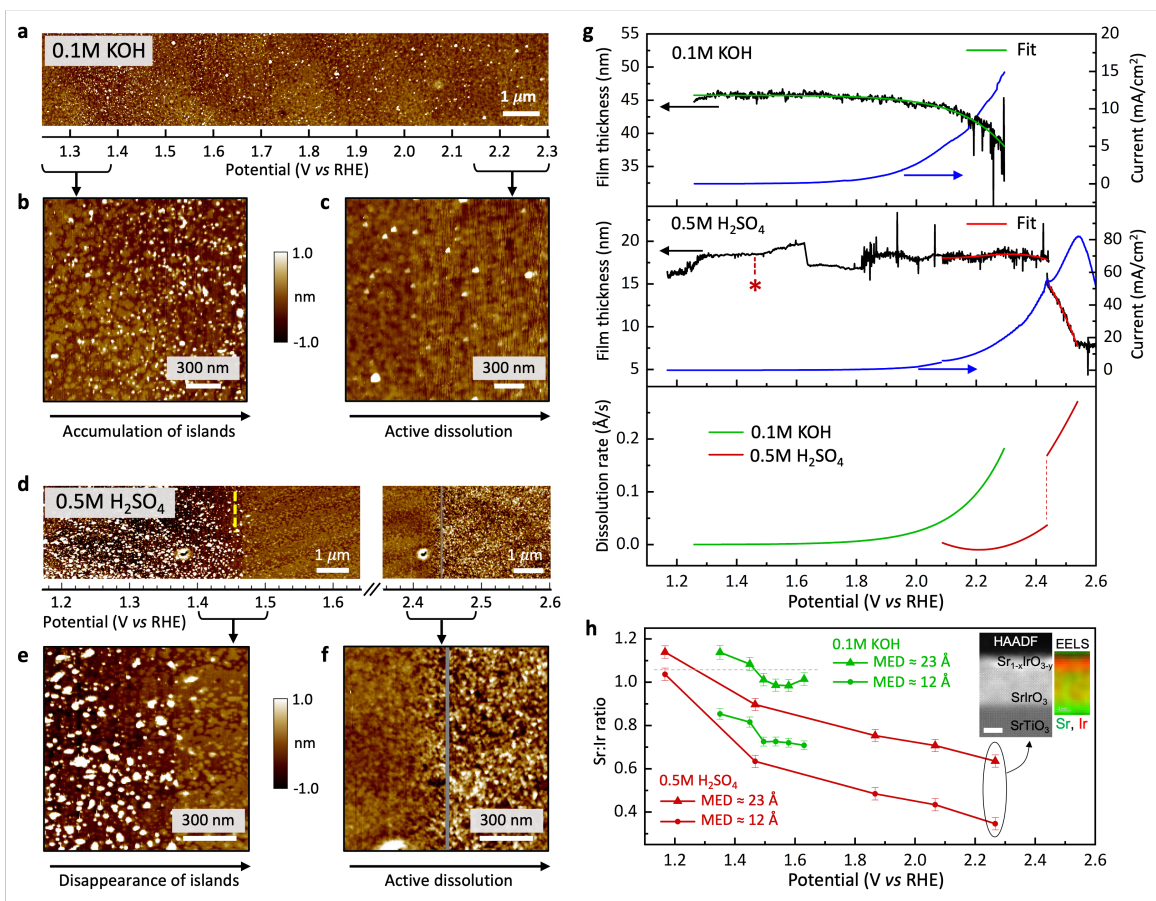 a
0.1M KOH
1 μm
1.3 1.4 1.5 1.6 1.7 1.8 1.9 2.0 2.1 2.2 2.3
Potential (V vs RHE)
b
300 nm
1.0
nm
-1.0
c
300 nm
Accumulation of islands
Active dissolution
d
0.5M H₂SO₄
1 μm
1 μm
1.2 1.3 1.4 1.5 2.4 2.5 2.6
Potential (V vs RHE)
e
300 nm
1.0
nm
-1.0
f
300 nm
Disappearance of islands
Active dissolution
g
0.1M KOH
Fit
Film thickness (nm)
55
50
45
40
35
Current (mA/cm²)
20
15
10
5
0
0.5M H₂SO₄
Fit
*
Film thickness (nm)
20
15
10
5
Current (mA/cm²)
80
60
40
20
0
Dissolution rate (Å/s)
0.2
0.1
0.0
0.1M KOH
0.5M H₂SO₄
1.2 1.4 1.6 1.8 2.0 2.2 2.4 2.6
Potential (V vs RHE)
h
Sr:Ir ratio
1.2
1.0
0.8
0.6
0.4
0.1M KOH
MED ≈ 23 Å
MED ≈ 12 Å
HAADF
EELS
Sr₁₋ₓIrO₃₋ᵧ
SrIrO₃
SrTiO₃
Sr, Ir
0.5M H₂SO₄
MED ≈ 23 Å
MED ≈ 12 Å
1.2 1.4 1.6 1.8 2.0 2.2 2.4 2.6
Potential (V vs RHE)